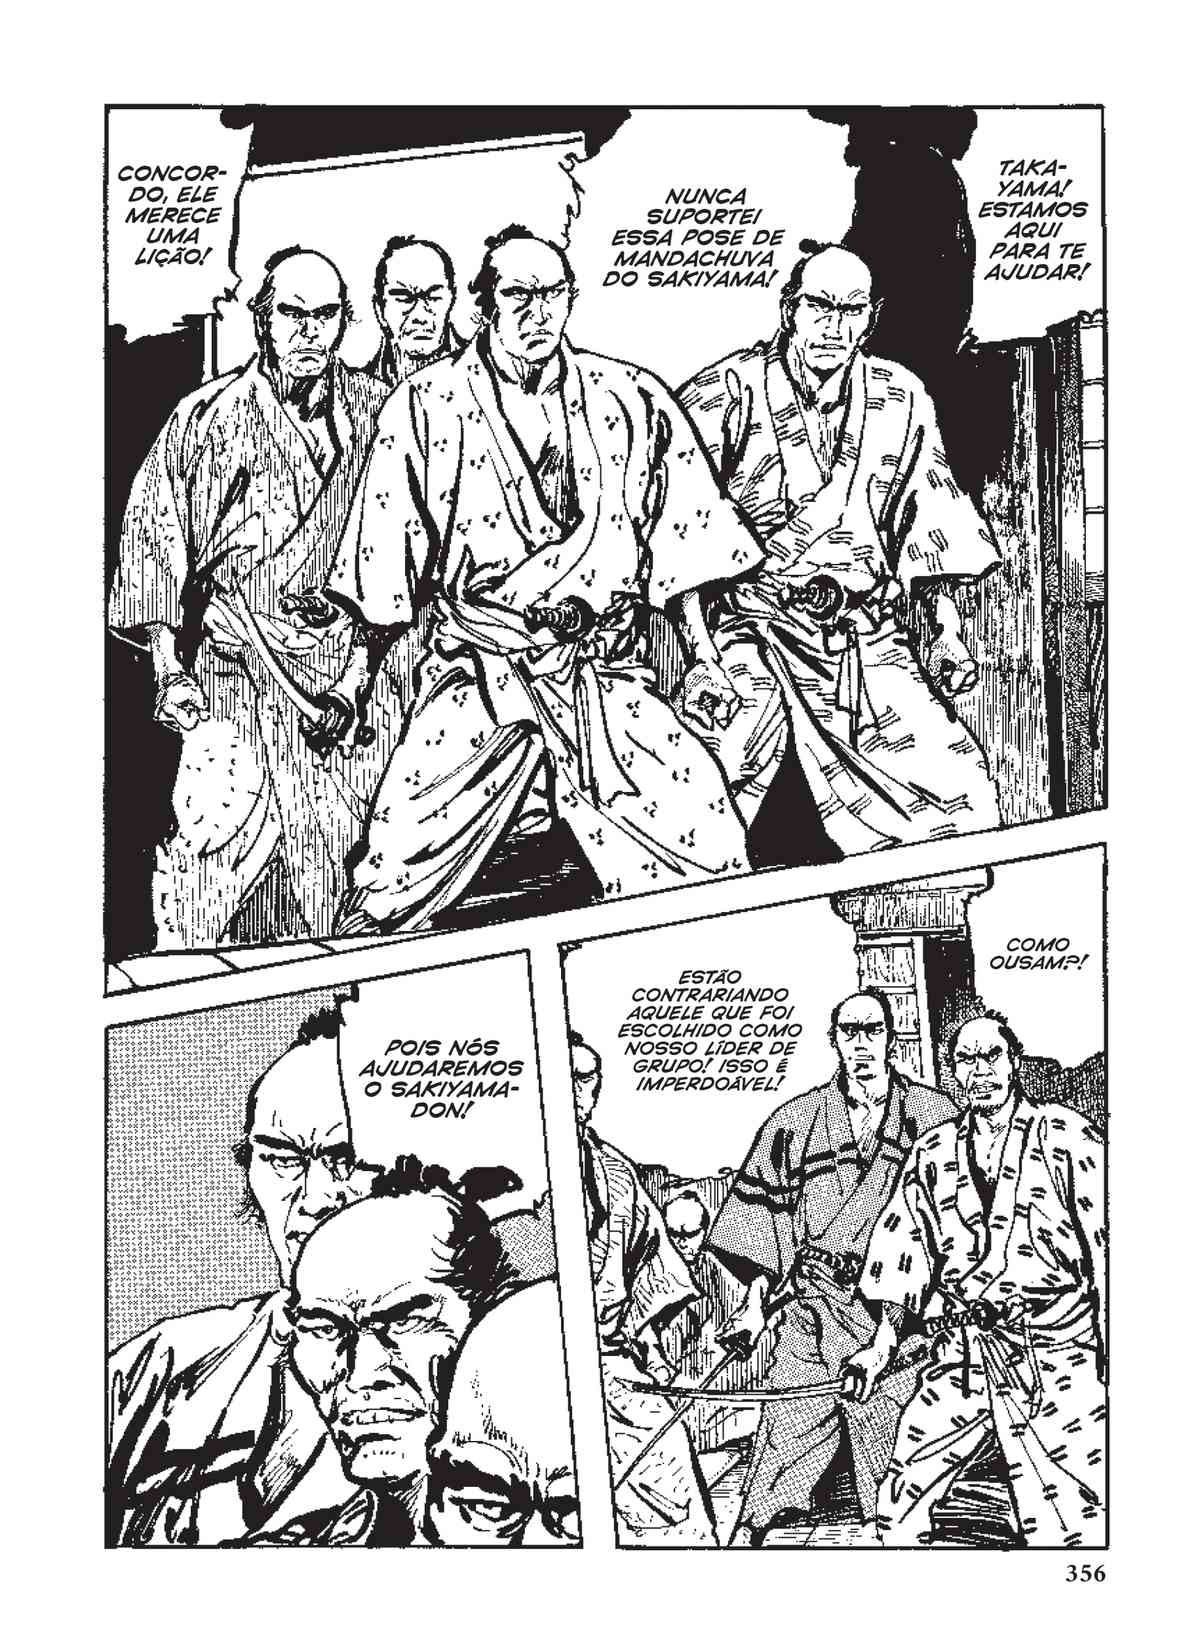 TAKA-
YAMA!
ESTAMOS
AQUI
PARA TE
AJUDAR!
NUNCA
SUPORTEI
ESSA POSE DE
MANDACHUVA
DO SAKIYAMA!
CONCOR-
DO, ELE
MERECE
UMA
LIÇÃO!
COMO
OUSAM?!
ESTÃO
CONTRARIANDO
AQUELE QUE FOI
ESCOLHIDO COMO
NOSSO LÍDER DE
GRUPO! ISSO É
IMPERDOÁVEL!
POIS NÓS
AJUDAREMOS
O SAKIYAMA-
DON!
356